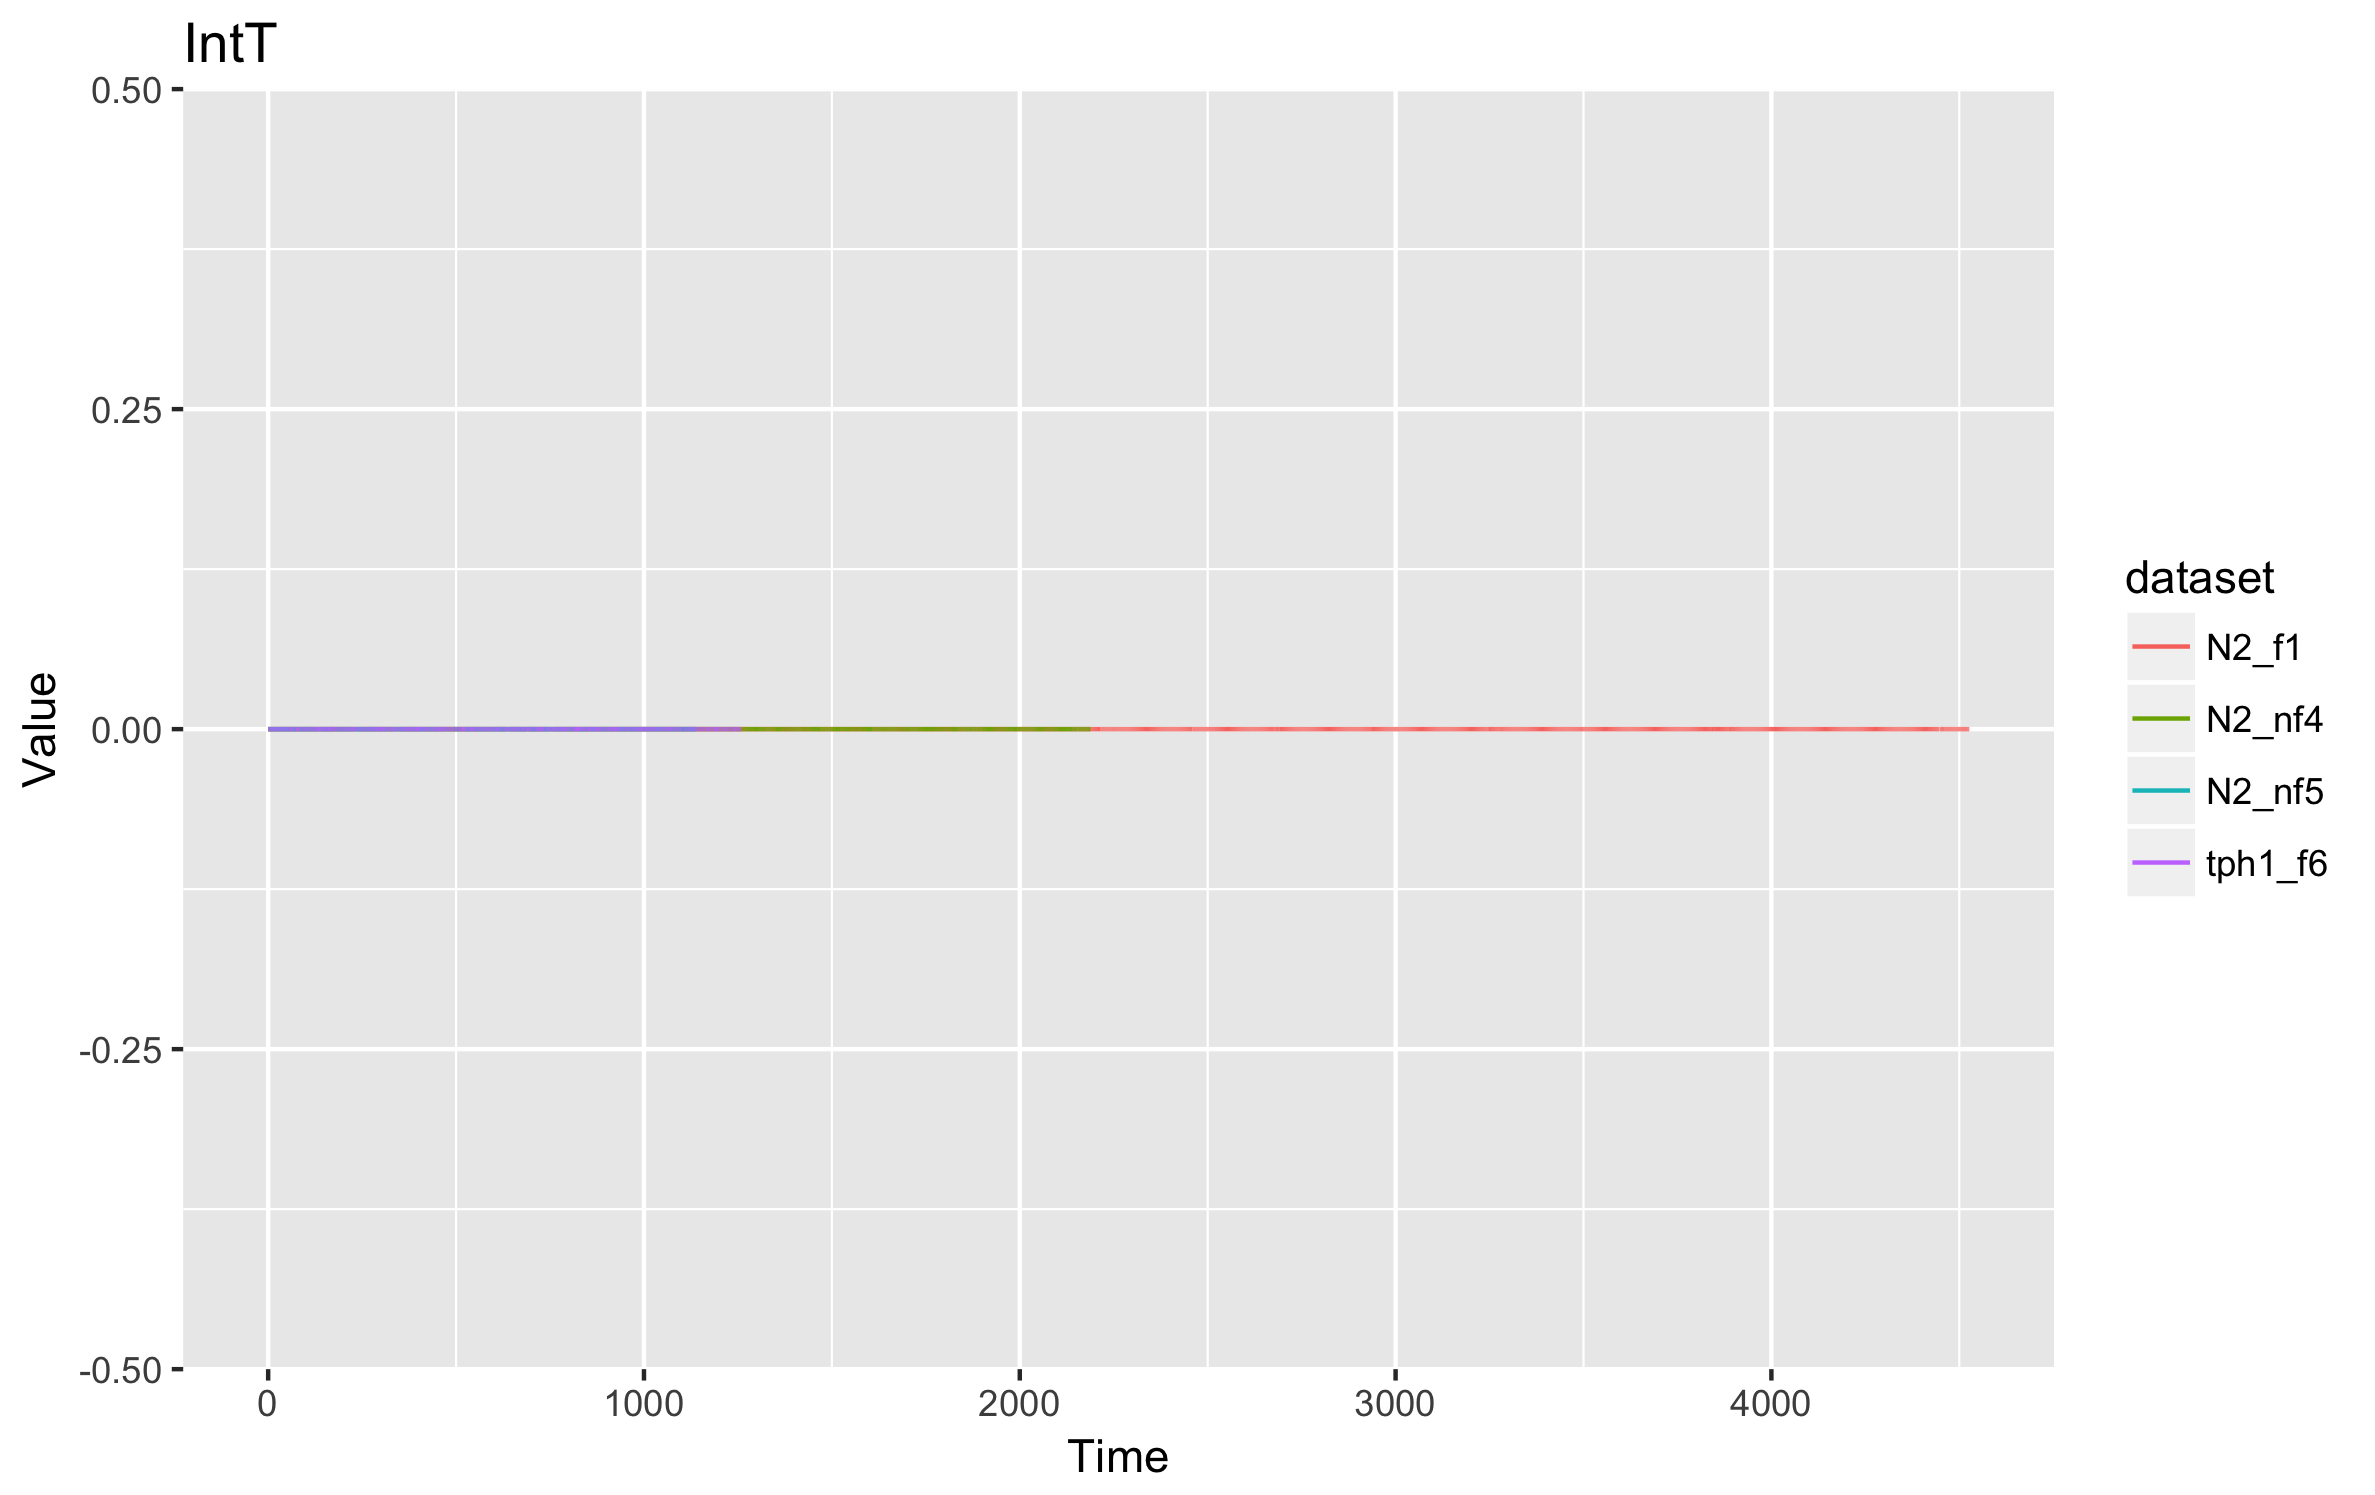 IntT
0.50
0.25
0.00
-0.25
-0.50
Value
0
1000
2000
3000
4000
Time
dataset
N2_f1
N2_nf4
N2_nf5
tph1_f6